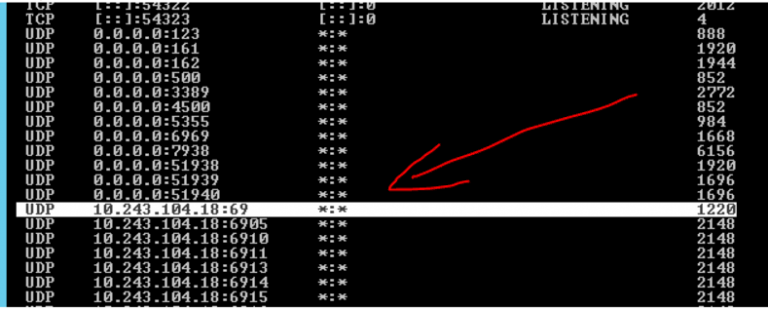 TCP [::]:54322 [::]:0 LISTENING 2012
TCP [::]:54323 [::]:0 LISTENING 4
UDP 0.0.0.0:123 *:* 888
UDP 0.0.0.0:161 *:* 1920
UDP 0.0.0.0:162 *:* 1944
UDP 0.0.0.0:500 *:* 852
UDP 0.0.0.0:3389 *:* 2772
UDP 0.0.0.0:4500 *:* 852
UDP 0.0.0.0:5355 *:* 984
UDP 0.0.0.0:6969 *:* 1668
UDP 0.0.0.0:7938 *:* 6156
UDP 0.0.0.0:51938 *:* 1920
UDP 0.0.0.0:51939 *:* 1696
UDP 0.0.0.0:51940 *:* 1696
UDP 10.243.104.18:69 *:* 1220
UDP 10.243.104.18:6905 *:* 2148
UDP 10.243.104.18:6910 *:* 2148
UDP 10.243.104.18:6911 *:* 2148
UDP 10.243.104.18:6913 *:* 2148
UDP 10.243.104.18:6914 *:* 2148
UDP 10.243.104.18:6915 *:* 2148